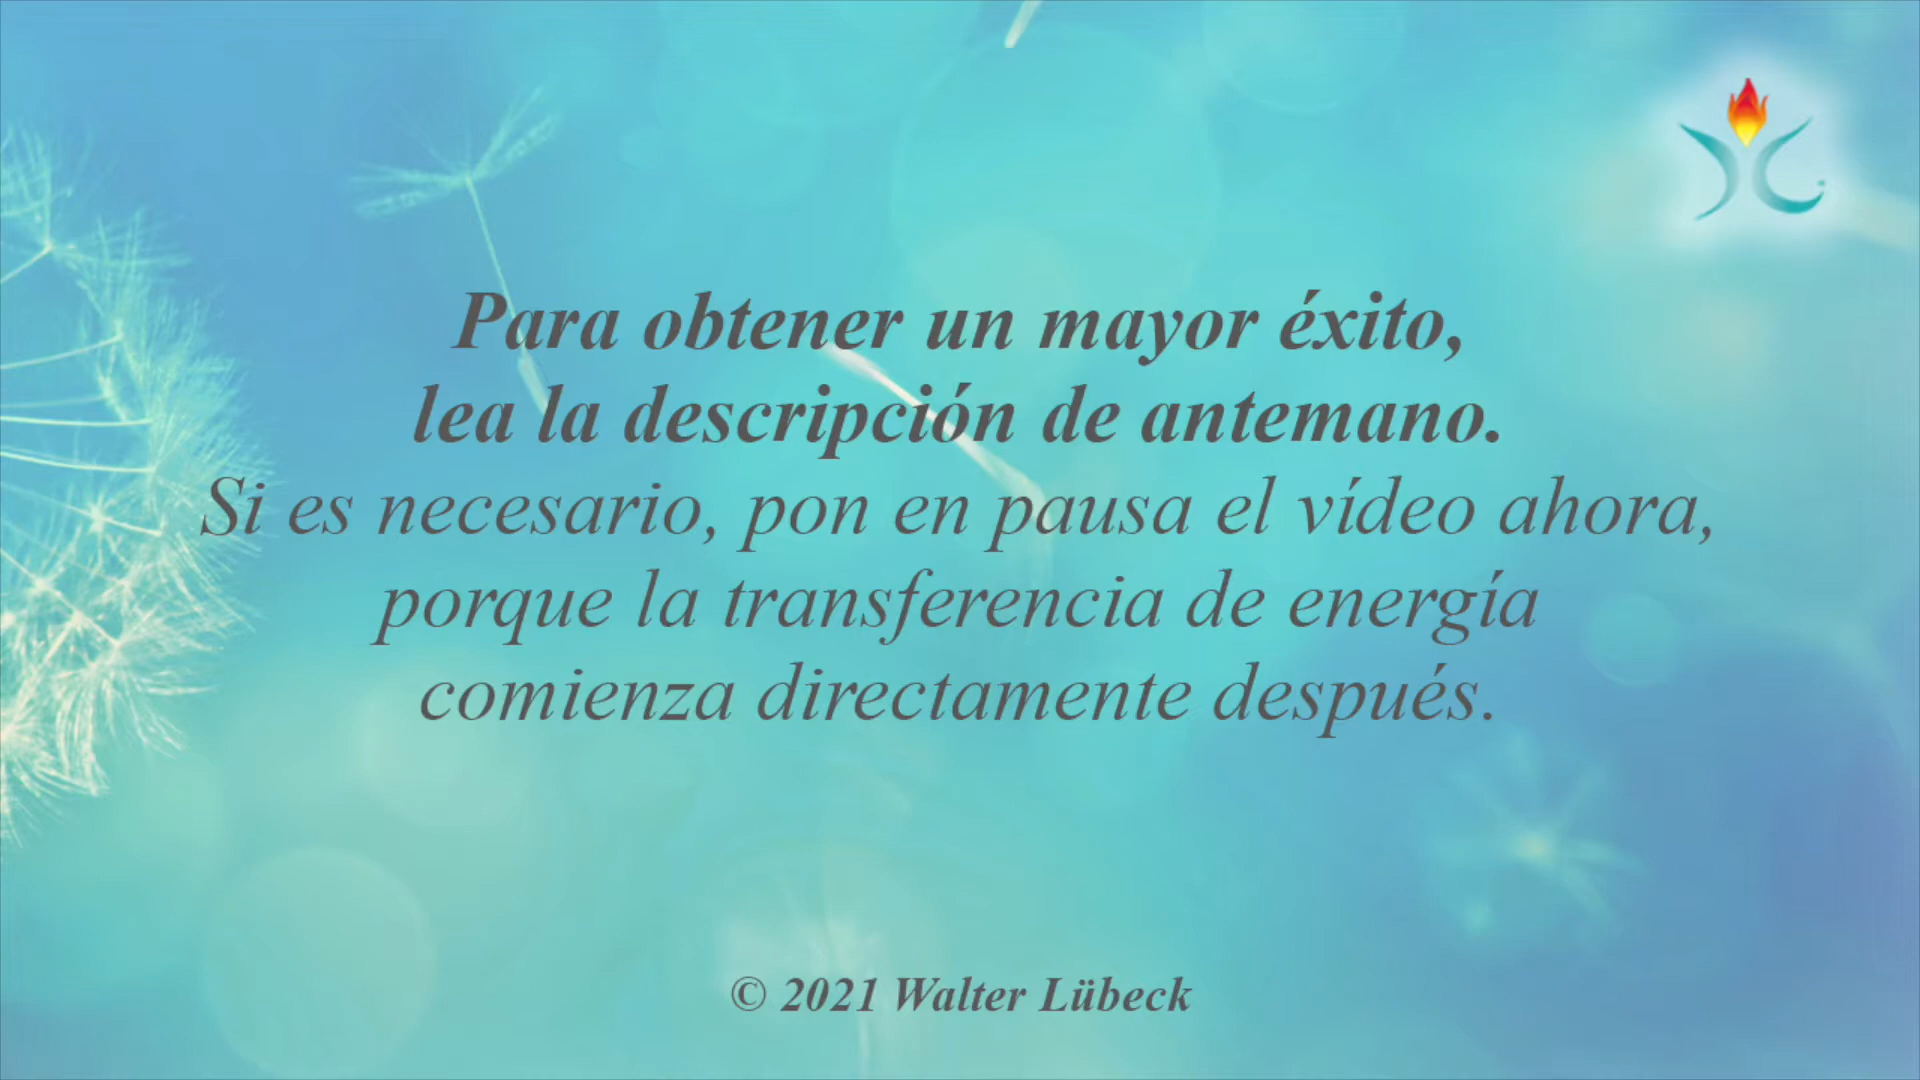 Para obtener un mayor éxito,
lea la descripción de antemano.
Si es necesario, pon en pausa el vídeo ahora,
porque la transferencia de energía
comienza directamente después.
© 2021 Walter Lübeck